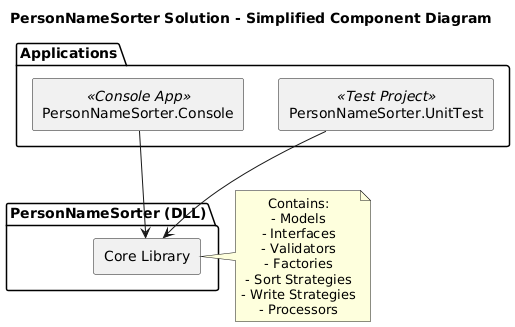 PersonNameSorter Solution - Simplified Component Diagram
Applications
«Console App»
PersonNameSorter.Console
«Test Project»
PersonNameSorter.UnitTest
PersonNameSorter (DLL)
Core Library
Contains:
- Models
- Interfaces
- Validators
- Factories
- Sort Strategies
- Write Strategies
- Processors